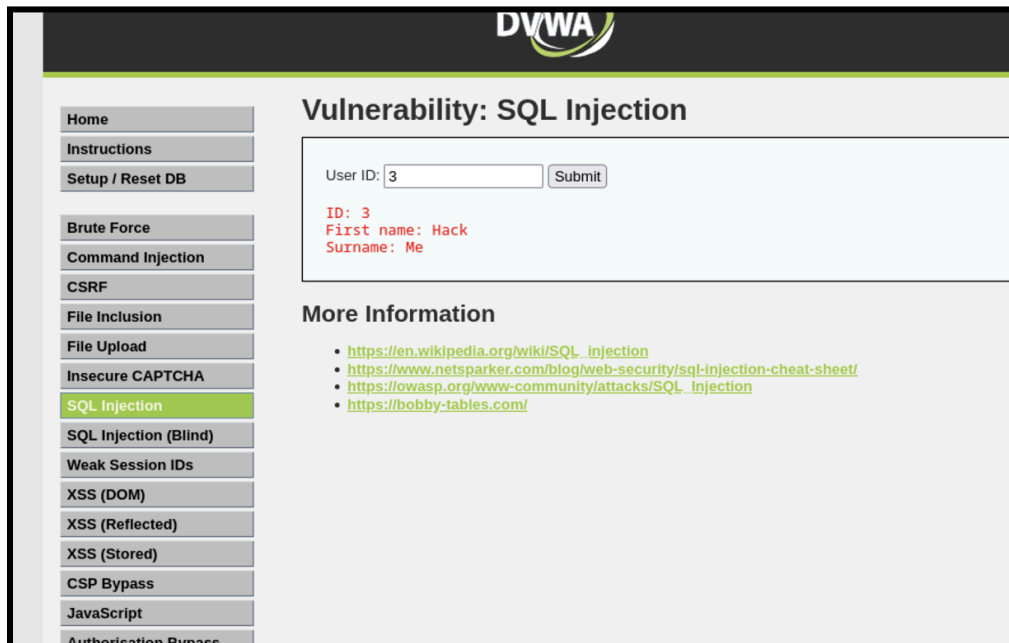 DVWA
Home
Instructions
Setup / Reset DB
Brute Force
Command Injection
CSRF
File Inclusion
File Upload
Insecure CAPTCHA
SQL Injection
SQL Injection (Blind)
Weak Session IDs
XSS (DOM)
XSS (Reflected)
XSS (Stored)
CSP Bypass
JavaScript
Authorisation Bypass
Vulnerability: SQL Injection
User ID: 3 Submit
ID: 3
First name: Hack
Surname: Me
More Information
https://en.wikipedia.org/wiki/SQL_injection
https://www.netsparker.com/blog/web-security/sql-injection-cheat-sheet/
https://owasp.org/www-community/attacks/SQL_Injection
https://bobby-tables.com/